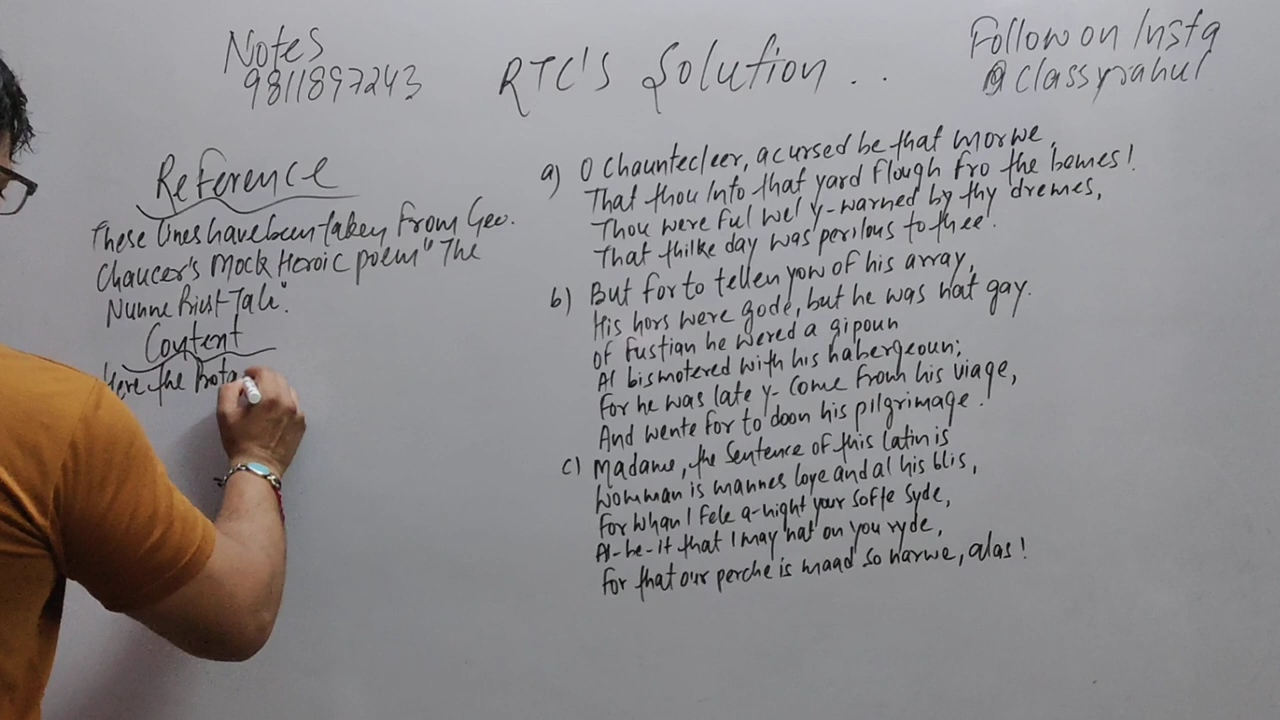 Notes
9811897243
RTC'S Solution ..
Follow on Insta
@classyrahul
Reference
These lines have been taken From Geo.
Chaucer's Mock Heroic poem "The
Nunne Priest Tale".
Content
Here the Prota
a) O Chauntecleer, acursed be that morwe,
That thou Into that yard flough fro the bemes!
Thou were ful wel y-warned by thy dremes,
That thilke day was perilous to thee.
b) But for to tellen yow of his array,
His hors were gode, but he was nat gay.
of fustian he wered a gipoun
Al bismotered with his habergeoun;
For he was late y-come from his viage,
And wente for to doon his pilgrimage.
c) Madame, the sentence of this latin is
Womman is mannes love and al his blis,
For whan I fele a-night your softe syde,
Al-be-it that I may nat on you ryde,
for that our perche is maad so narwe, alas!